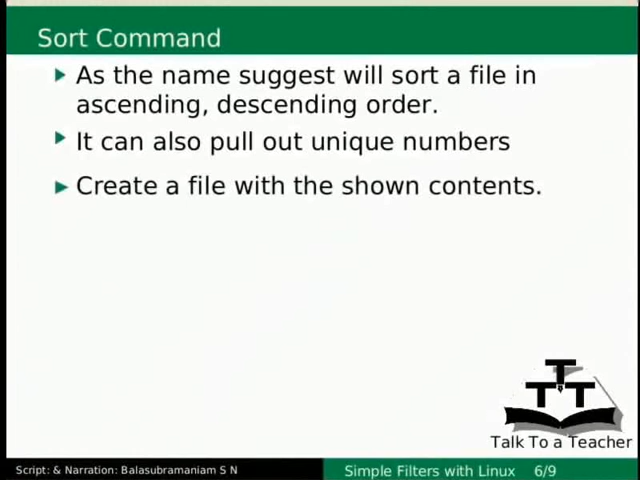 Sort Command
As the name suggest will sort a file in
ascending, descending order.
It can also pull out unique numbers
Create a file with the shown contents.
T T T
Talk To a Teacher
Script: & Narration: Balasubramaniam S N
Simple Filters with Linux 6/9